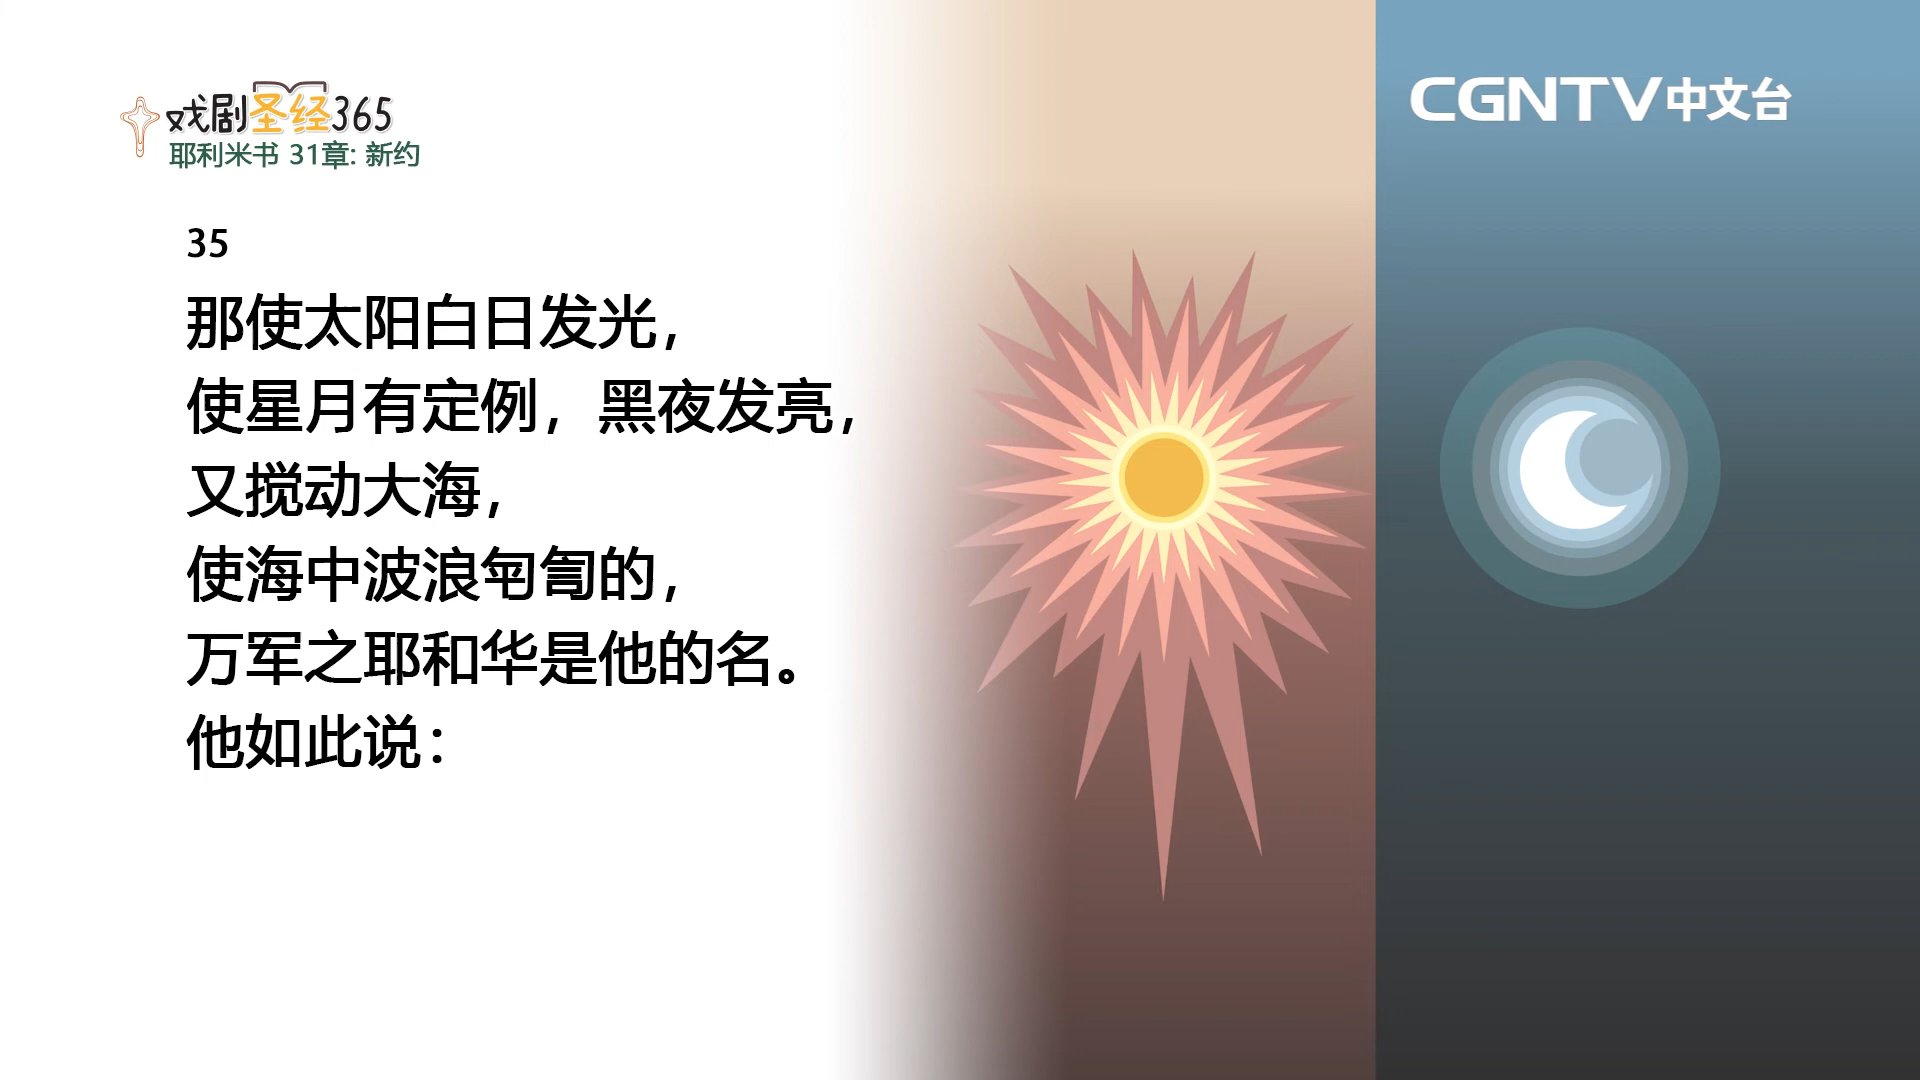 戏剧圣经365
耶利米书 31章: 新约
CGNTV中文台
35
那使太阳白日发光，
使星月有定例，黑夜发亮，
又搅动大海，
使海中波浪匉訇的，
万军之耶和华是他的名。
他如此说：